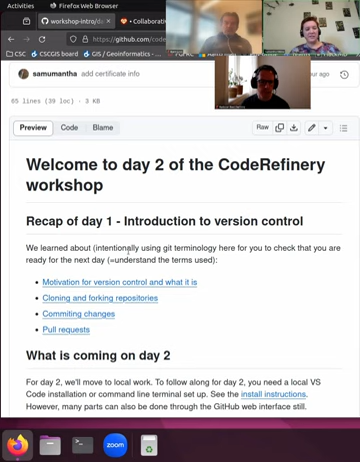 Activities
Firefox Web Browser
workshop-intro/da
Collaborati
https://github.com/code
CSC
CSCGIS board
GIS / Geoinformatics -
samumantha add certificate info
hour ago
65 lines (39 loc) · 3 KB
Preview
Code
Blame
Raw
Welcome to day 2 of the CodeRefinery
workshop
Recap of day 1 - Introduction to version control
We learned about (intentionally using git terminology here for you to check that you are
ready for the next day (=understand the terms used):
Motivation for version control and what it is
Cloning and forking repositories
Commiting changes
Pull requests
What is coming on day 2
For day 2, we'll move to local work. To follow along for day 2, you need a local VS
Code installation or command line terminal set up. See the install instructions.
However, many parts can also be done through the GitHub web interface still.
zoom